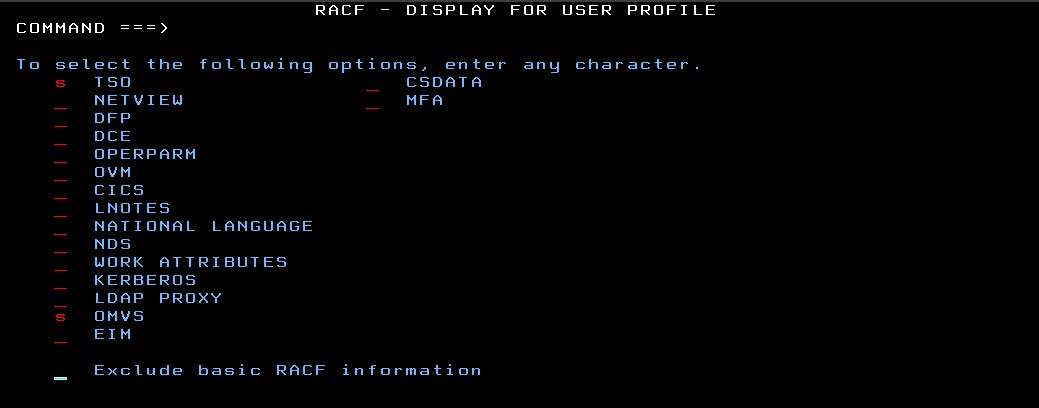 RACF - DISPLAY FOR USER PROFILE
COMMAND ===>
To select the following options, enter any character.
s TSO _ CSDATA
_ NETVIEW _ MFA
_ DFP
_ DCE
_ OPERPARM
_ OVM
_ CICS
_ LNOTES
_ NATIONAL LANGUAGE
_ NDS
_ WORK ATTRIBUTES
_ KERBEROS
_ LDAP PROXY
s OMVS
_ EIM
_ Exclude basic RACF information